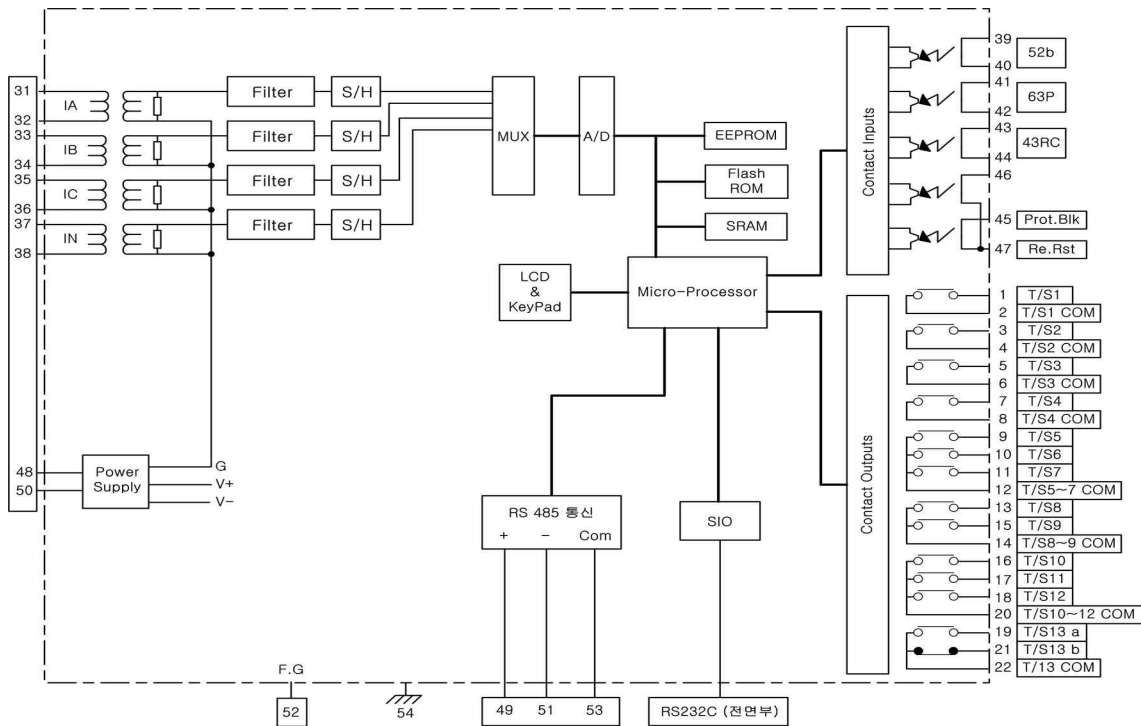 31
IA
32
33
IB
34
35
IC
36
37
IN
38
Filter
S/H
Filter
S/H
Filter
S/H
Filter
S/H
MUX
A/D
EEPROM
Flash
ROM
SRAM
LCD
&
KeyPad
Micro-Processor
Contact Inputs
39
40
52b
41
42
63P
43
44
43RC
46
45
Prot.Blk
47
Re.Rst
Contact Outputs
1 T/S1
2 T/S1 COM
3 T/S2
4 T/S2 COM
5 T/S3
6 T/S3 COM
7 T/S4
8 T/S4 COM
9 T/S5
10 T/S6
11 T/S7
12 T/S5~7 COM
13 T/S8
15 T/S9
14 T/S8~9 COM
16 T/S10
17 T/S11
18 T/S12
20 T/S10~12 COM
19 T/S13 a
21 T/S13 b
22 T/13 COM
48
50
Power
Supply
G
V+
V-
RS 485 통신
+ - Com
SIO
F.G
52
54
49 51 53
RS232C (전면부)